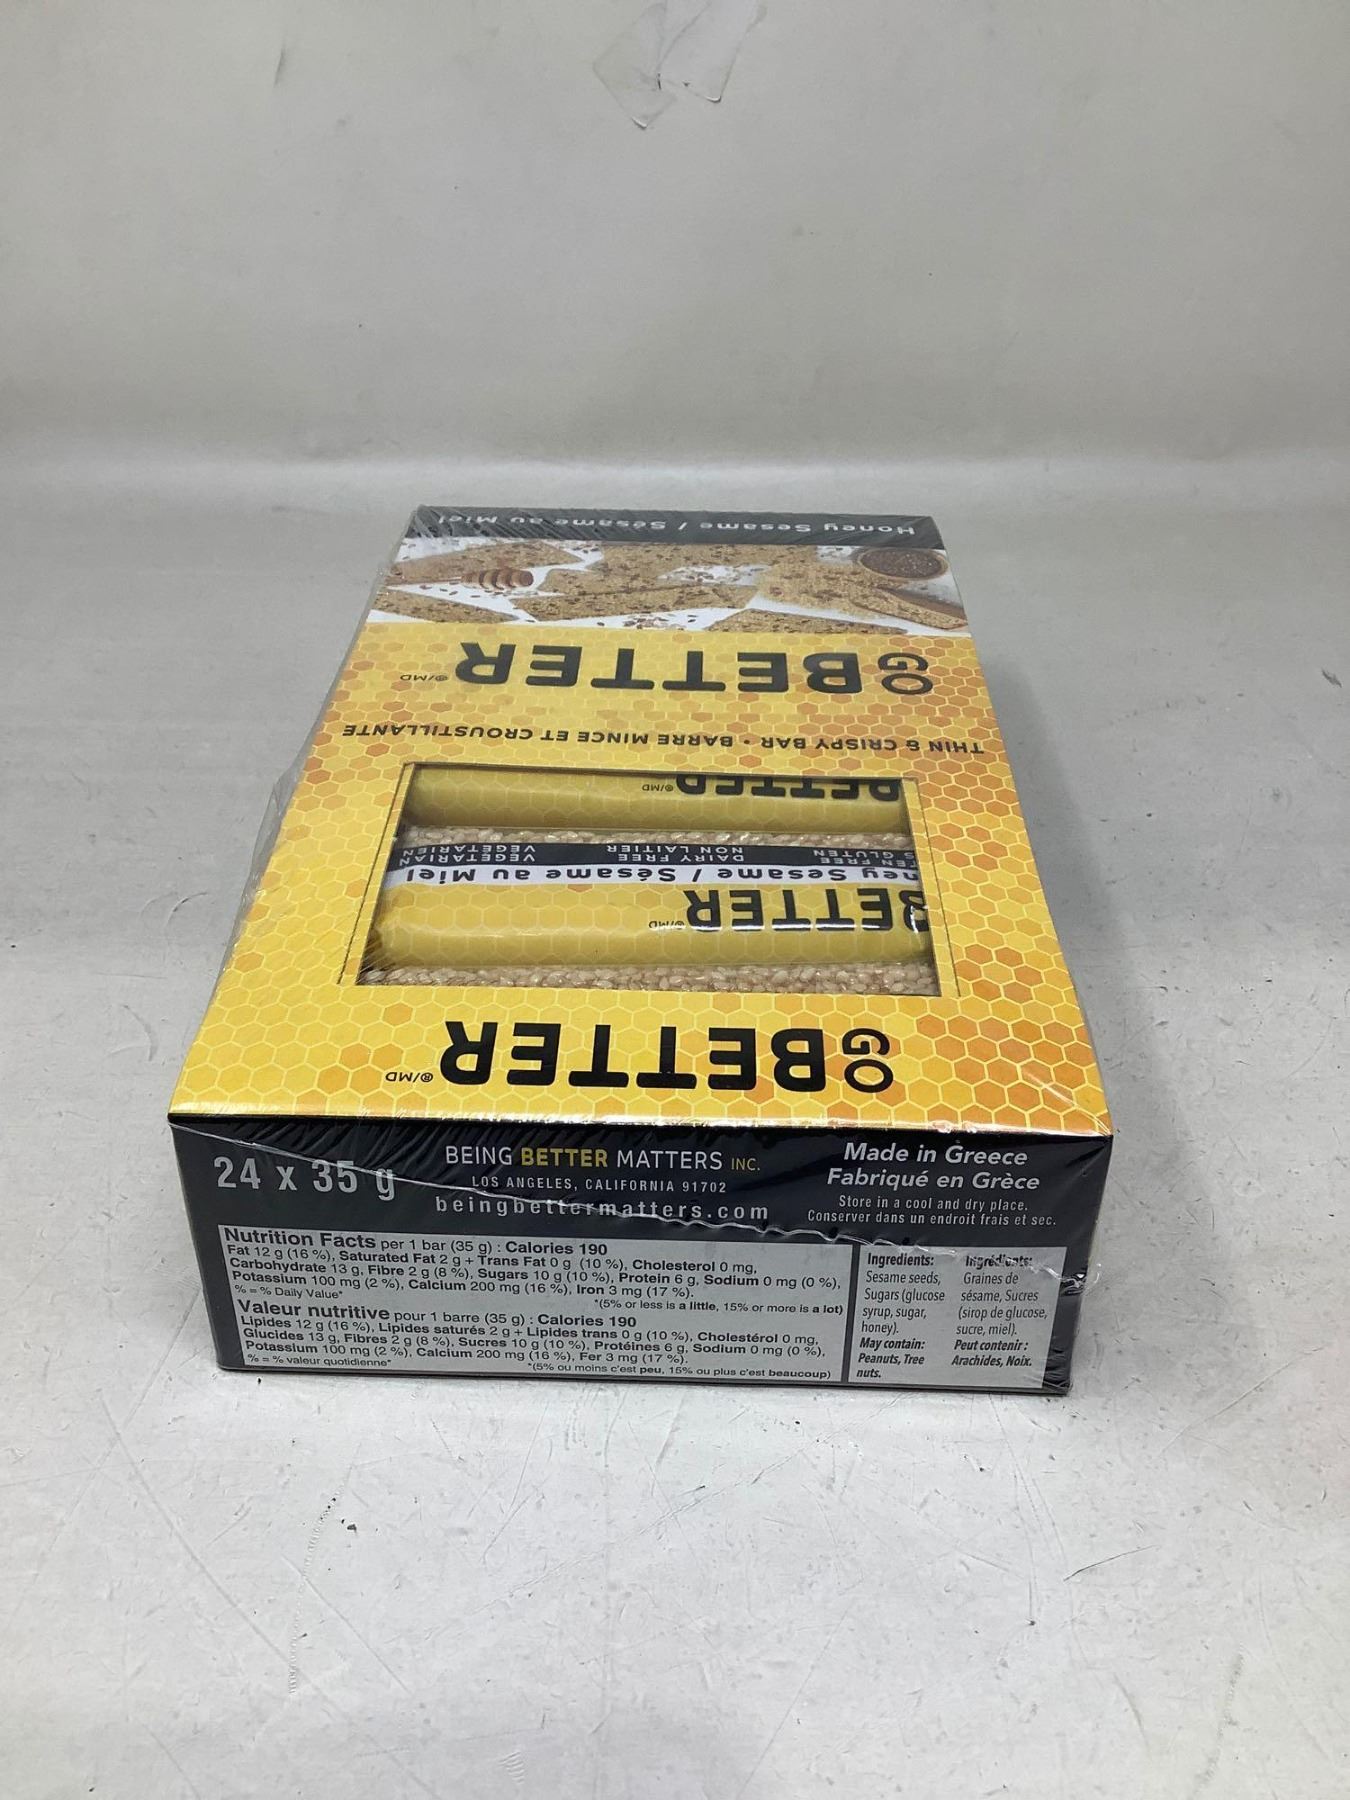 Honey Sesame / Sésame au Miel
GO BETTER ®/MD
THIN & CRISPY BAR • BARRE MINCE ET CROUSTILLANTE
BETTER ®/MD
DAIRY FREE VEGETARIAN
NON LAITIER VEGETARIEN
Sesame / Sésame au Miel
BETTER ®/MD
GO BETTER ®/MD
24 x 35 g
BEING BETTER MATTERS INC.
LOS ANGELES, CALIFORNIA 91702
beingbettermatters.com
Made in Greece
Fabriqué en Grèce
Store in a cool and dry place.
Conserver dans un endroit frais et sec.
Nutrition Facts per 1 bar (35 g) : Calories 190
Fat 12 g (16 %), Saturated Fat 2 g + Trans Fat 0 g (10 %), Cholesterol 0 mg,
Carbohydrate 13 g, Fibre 2 g (8 %), Sugars 10 g (10 %), Protein 6 g, Sodium 0 mg (0 %),
Potassium 100 mg (2 %), Calcium 200 mg (16 %), Iron 3 mg (17 %).
% = % Daily Value* *(5% or less is a little, 15% or more is a lot)
Valeur nutritive pour 1 barre (35 g) : Calories 190
Lipides 12 g (16 %), Lipides saturés 2 g + Lipides trans 0 g (10 %), Cholestérol 0 mg,
Glucides 13 g, Fibres 2 g (8 %), Sucres 10 g (10 %), Protéines 6 g, Sodium 0 mg (0 %),
Potassium 100 mg (2 %), Calcium 200 mg (16 %), Fer 3 mg (17 %).
% = % valeur quotidienne* *(5% ou moins c'est peu, 15% ou plus c'est beaucoup)
Ingredients:
Sesame seeds,
Sugars (glucose
syrup, sugar,
honey).
May contain:
Peanuts, Tree
nuts.
Ingrédients:
Graines de
sésame, Sucres
(sirop de glucose,
sucre, miel).
Peut contenir :
Arachides, Noix.